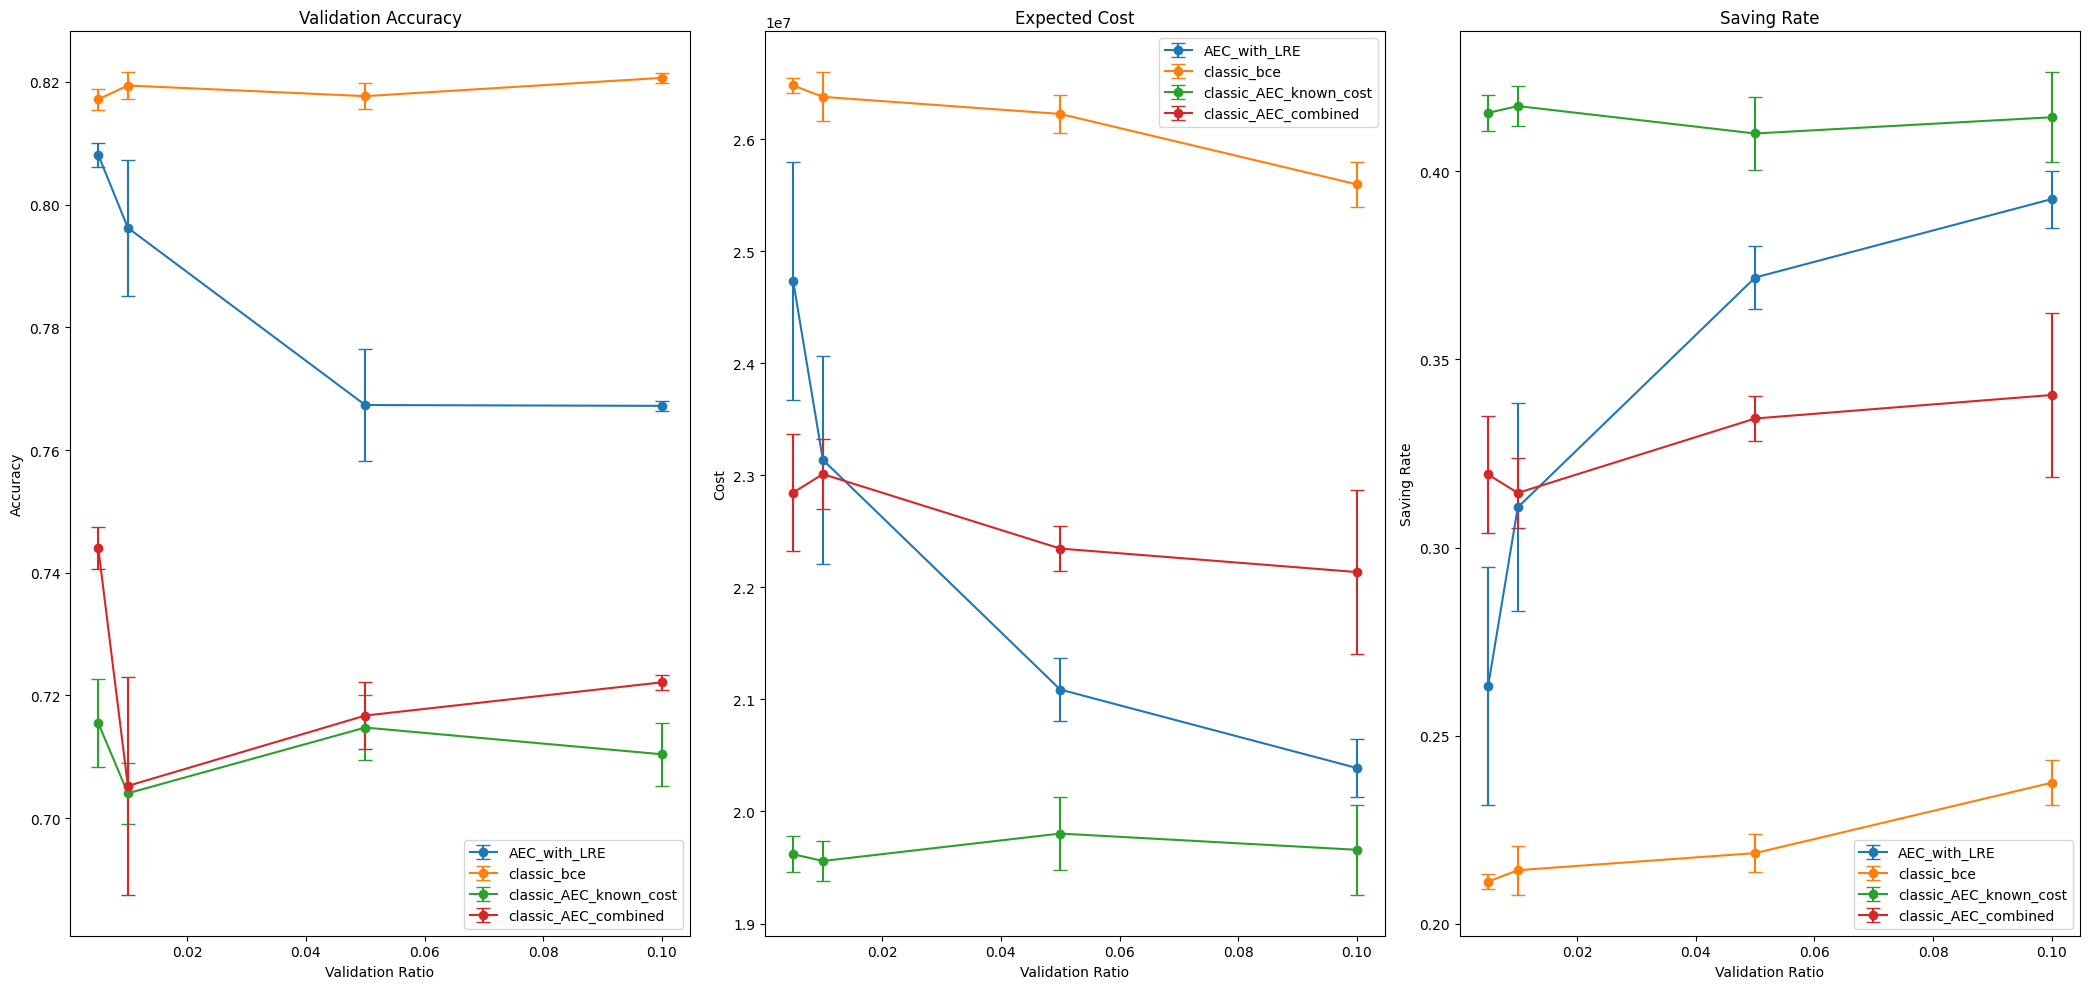 Validation Accuracy
Accuracy
0.82
0.80
0.78
0.76
0.74
0.72
0.70
0.02
0.04
0.06
0.08
0.10
Validation Ratio
AEC_with_LRE
classic_bce
classic_AEC_known_cost
classic_AEC_combined
1e7
Expected Cost
Cost
2.6
2.5
2.4
2.3
2.2
2.1
2.0
1.9
0.02
0.04
0.06
0.08
0.10
Validation Ratio
AEC_with_LRE
classic_bce
classic_AEC_known_cost
classic_AEC_combined
Saving Rate
Saving Rate
0.40
0.35
0.30
0.25
0.20
0.02
0.04
0.06
0.08
0.10
Validation Ratio
AEC_with_LRE
classic_bce
classic_AEC_known_cost
classic_AEC_combined